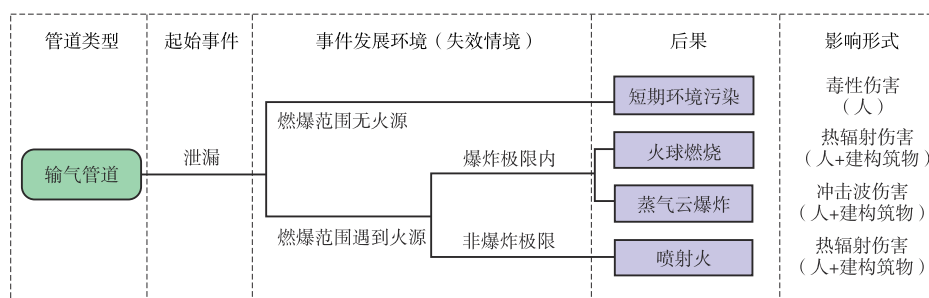 管道类型
起始事件
事件发展环境（失效情境）
后果
影响形式
短期环境污染
毒性伤害
（人）
燃爆范围无火源
泄漏
输气管道
爆炸极限内
火球燃烧
热辐射伤害
（人+建构筑物）
蒸气云爆炸
冲击波伤害
（人+建构筑物）
燃爆范围遇到火源
非爆炸极限
喷射火
热辐射伤害
（人+建构筑物）